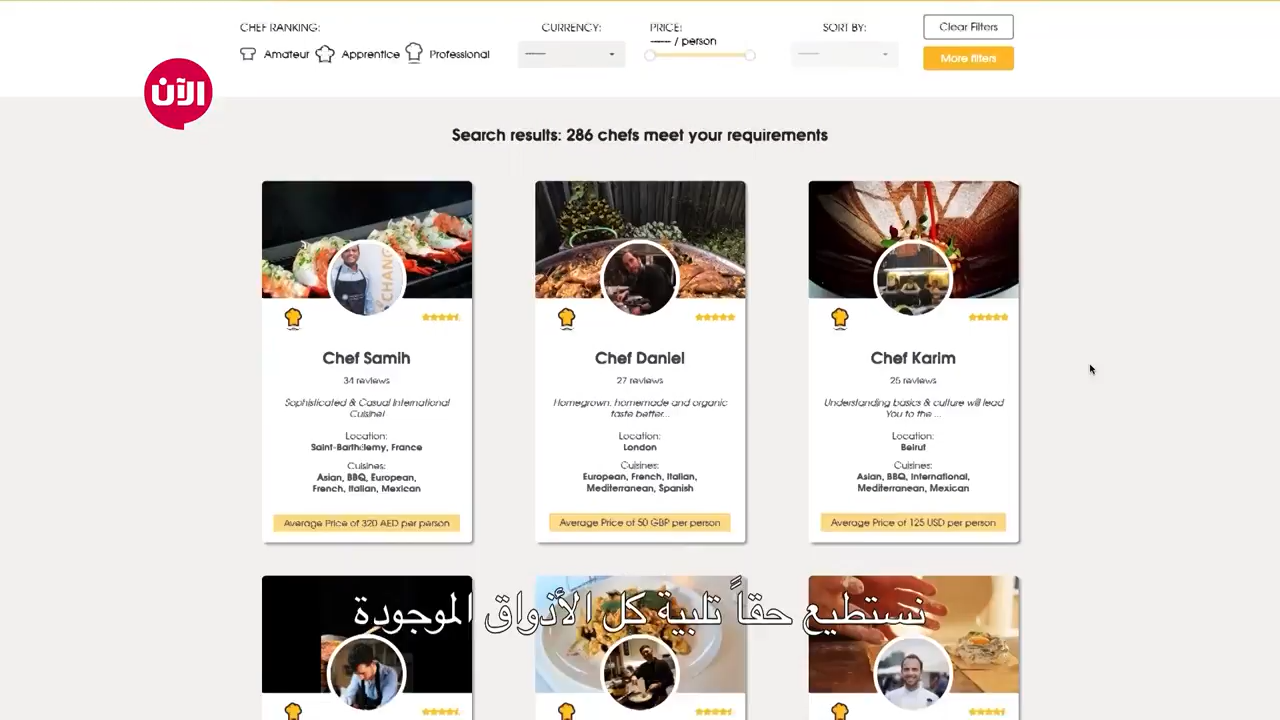 CHEF RANKING:
Amateur Apprentice Professional
CURRENCY:
PRICE:
/ person
SORT BY:
Clear Filters
More filters
الآن
Search results: 286 chefs meet your requirements
CHANG
Chef Samih
34 reviews
Sophisticated & Casual International
Cuisine!
Location:
Saint-Barthélemy, France
Cuisines:
Asian, BBQ, European,
French, Italian, Mexican
Average Price of 320 AED per person
Chef Daniel
27 reviews
Homegrown, homemade and organic
taste better...
Location:
London
Cuisines:
European, French, Italian,
Mediterranean, Spanish
Average Price of 50 GBP per person
Chef Karim
25 reviews
Understanding basics & culture will lead
You to the ...
Location:
Beirut
Cuisines:
Asian, BBQ, International,
Mediterranean, Mexican
Average Price of 125 USD per person
نستطيع حقاً تلبية كل الأذواق الموجودة